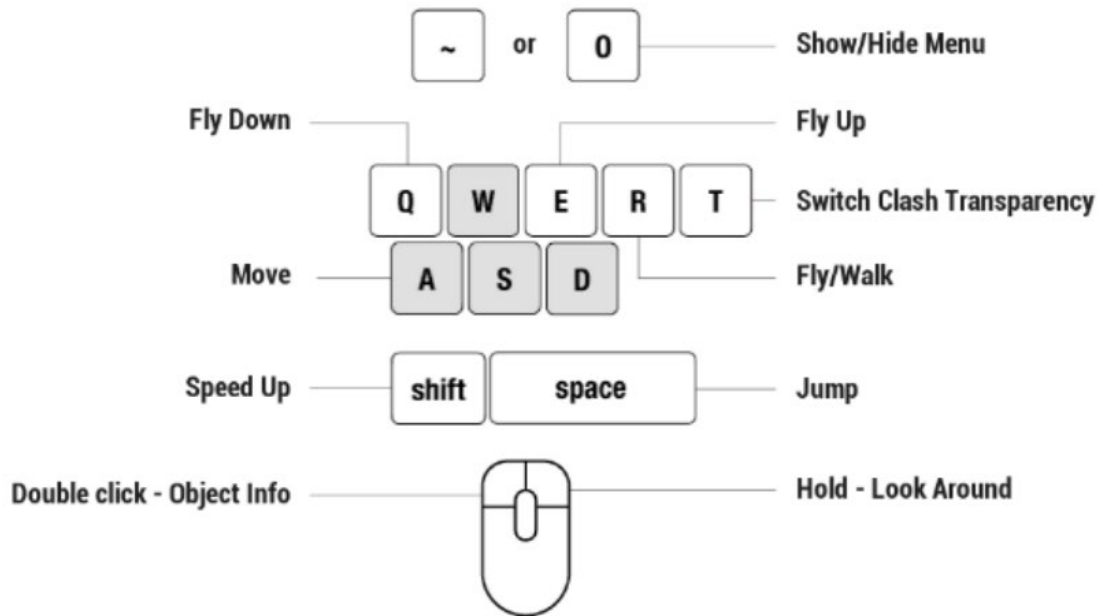 ~ or 0 Show/Hide Menu
Fly Down Fly Up
Q W E R T Switch Clash Transparency
Move A S D Fly/Walk
Speed Up shift space Jump
Double click - Object Info Hold - Look Around